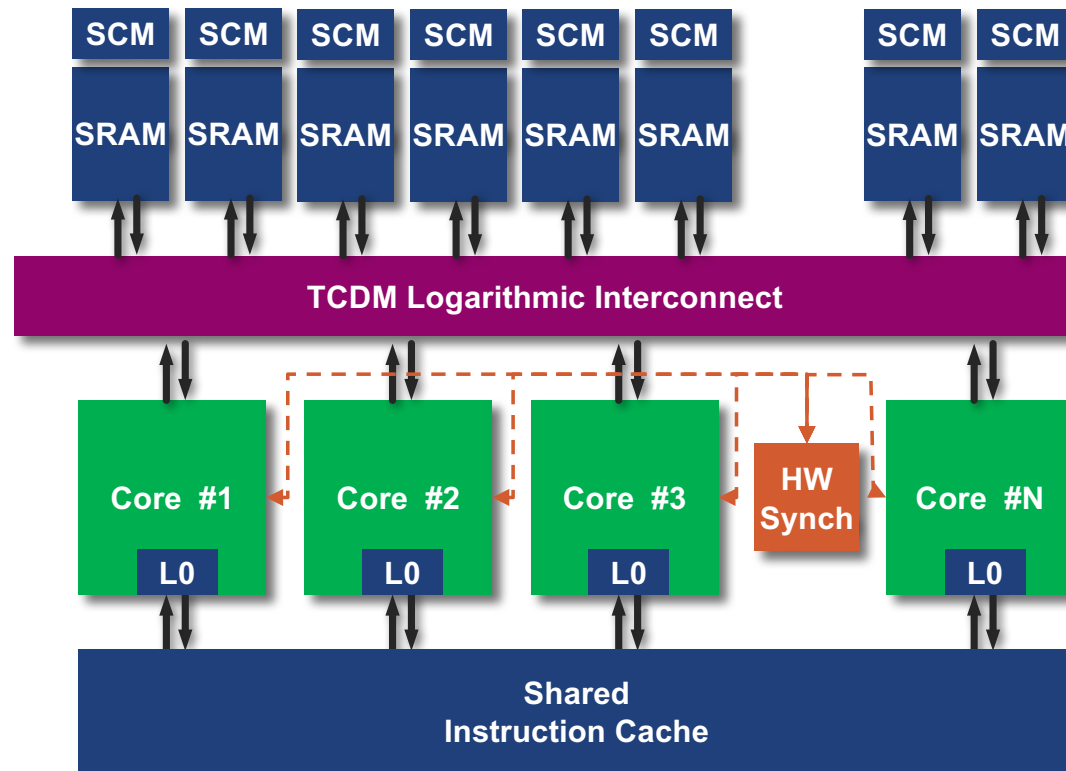 SCM SCM SCM SCM SCM SCM SCM SCM
SRAM SRAM SRAM SRAM SRAM SRAM SRAM SRAM
TCDM Logarithmic Interconnect
Core #1 Core #2 Core #3 HW Synch Core #N
L0 L0 L0 L0
Shared
Instruction Cache